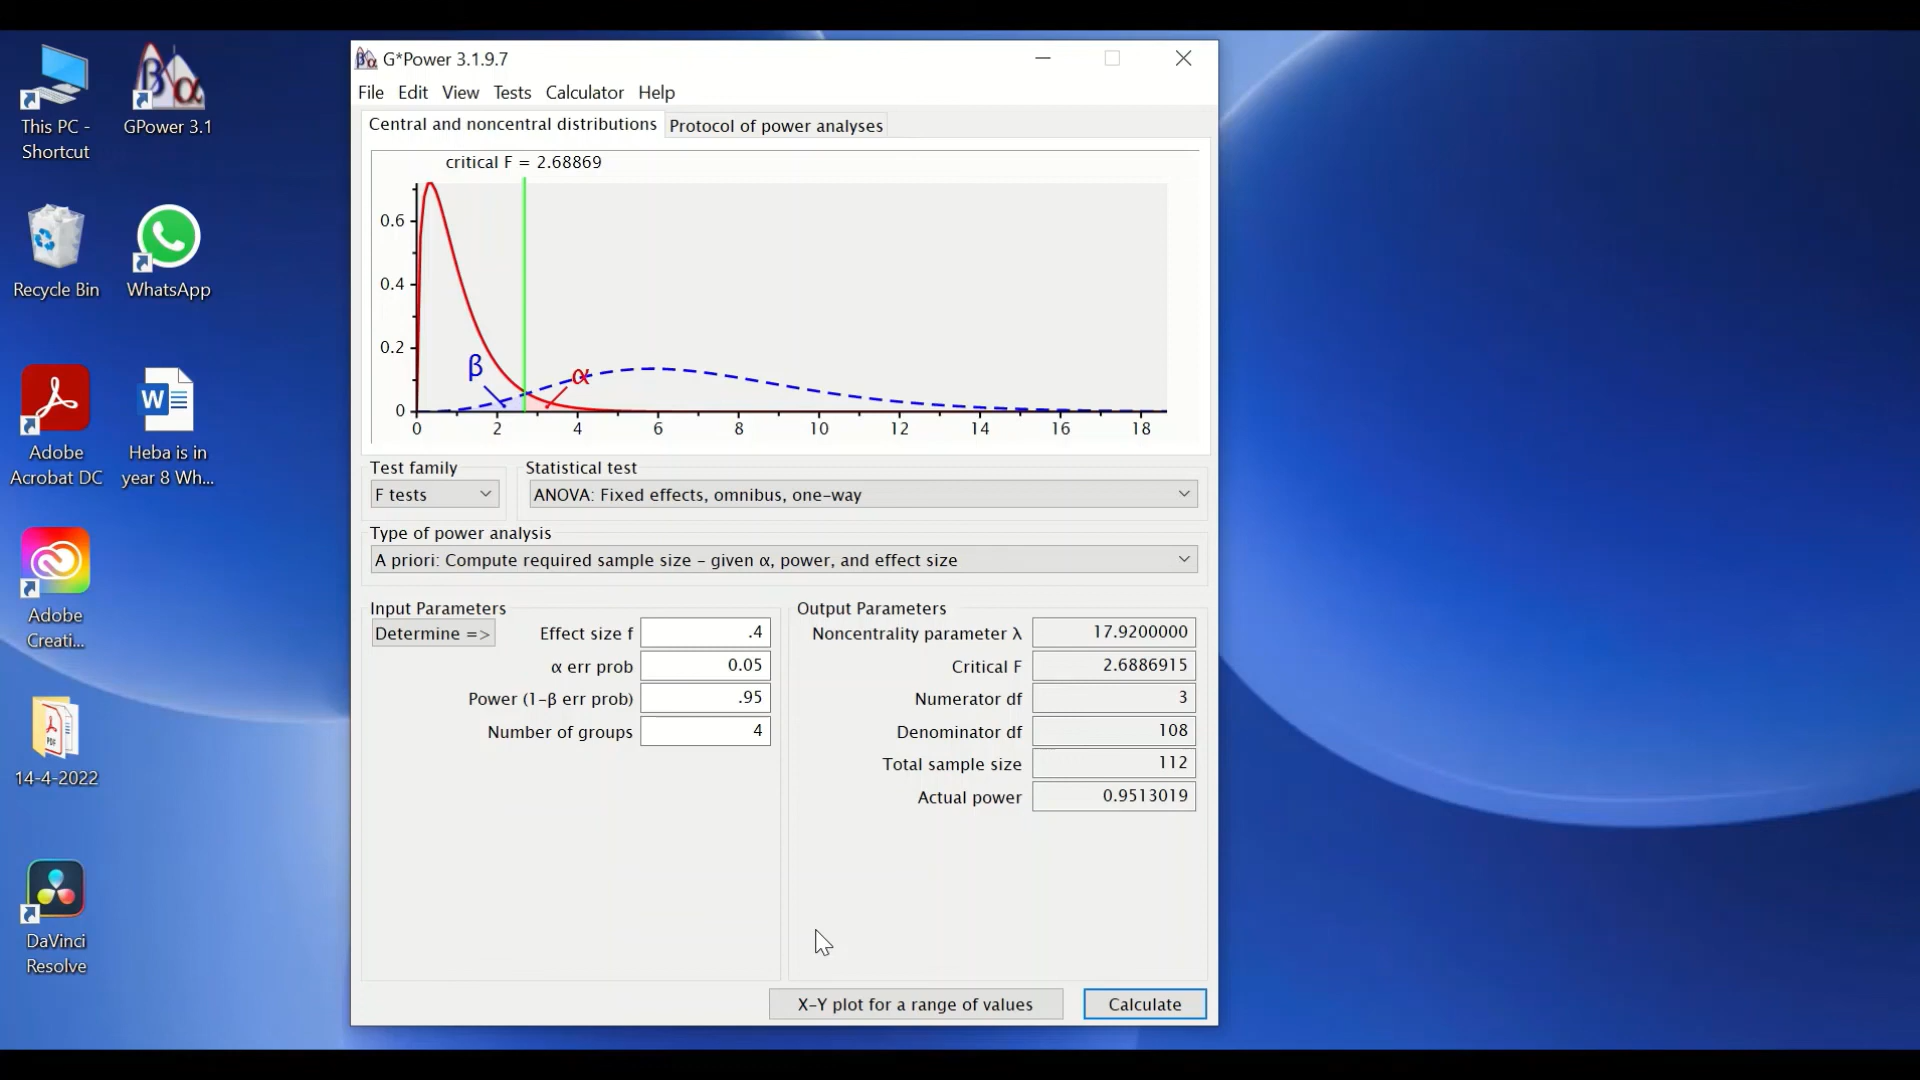 This PC -
Shortcut
GPower 3.1
Recycle Bin
WhatsApp
Adobe
Acrobat DC
Heba is in
year 8 Wh...
Adobe
Creati...
14-4-2022
DaVinci
Resolve
G*Power 3.1.9.7
File Edit View Tests Calculator Help
Central and noncentral distributions Protocol of power analyses
critical F = 2.68869
0.6
0.4
0.2
0
β
α
0 2 4 6 8 10 12 14 16 18
Test family Statistical test
F tests ANOVA: Fixed effects, omnibus, one-way
Type of power analysis
A priori: Compute required sample size – given α, power, and effect size
Input Parameters
Determine => Effect size f .4
α err prob 0.05
Power (1-β err prob) .95
Number of groups 4
Output Parameters
Noncentrality parameter λ 17.9200000
Critical F 2.6886915
Numerator df 3
Denominator df 108
Total sample size 112
Actual power 0.9513019
X-Y plot for a range of values Calculate